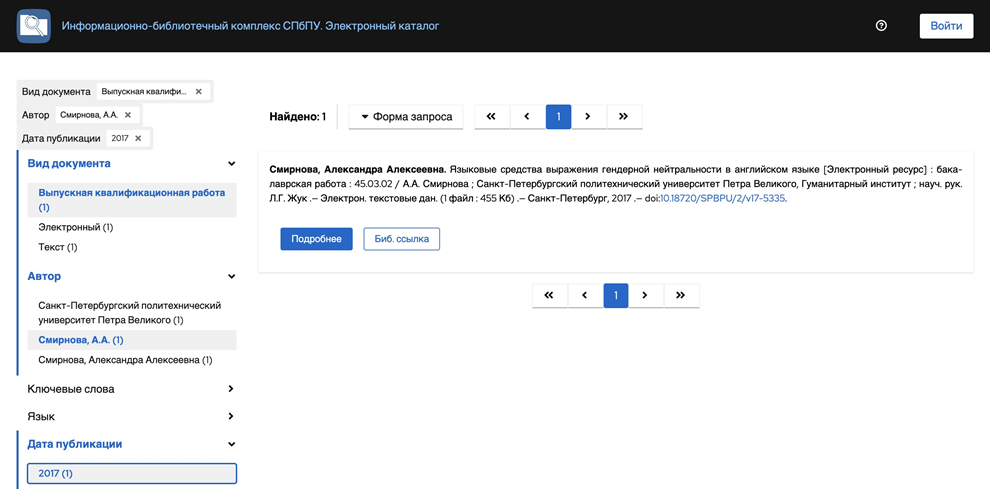 Информационно-библиотечный комплекс СПбПУ. Электронный каталог
Войти
Вид документа Выпускная квалифи...
Автор Смирнова, А.А.
Дата публикации 2017
Вид документа
Выпускная квалификационная работа
(1)
Электронный (1)
Текст (1)
Автор
Санкт-Петербургский политехнический
университет Петра Великого (1)
Смирнова, А.А. (1)
Смирнова, Александра Алексеевна (1)
Ключевые слова
Язык
Дата публикации
2017 (1)
Найдено: 1
Форма запроса
1
Смирнова, Александра Алексеевна. Языковые средства выражения гендерной нейтральности в английском языке [Электронный ресурс] : бака-
лаврская работа : 45.03.02 / А.А. Смирнова ; Санкт-Петербургский политехнический университет Петра Великого, Гуманитарный институт ; науч. рук.
Л.Г. Жук .— Электрон. текстовые дан. (1 файл : 455 Кб) .— Санкт-Петербург, 2017 .— doi:10.18720/SPBPU/2/v17-5335.
Подробнее
Биб. ссылка
1